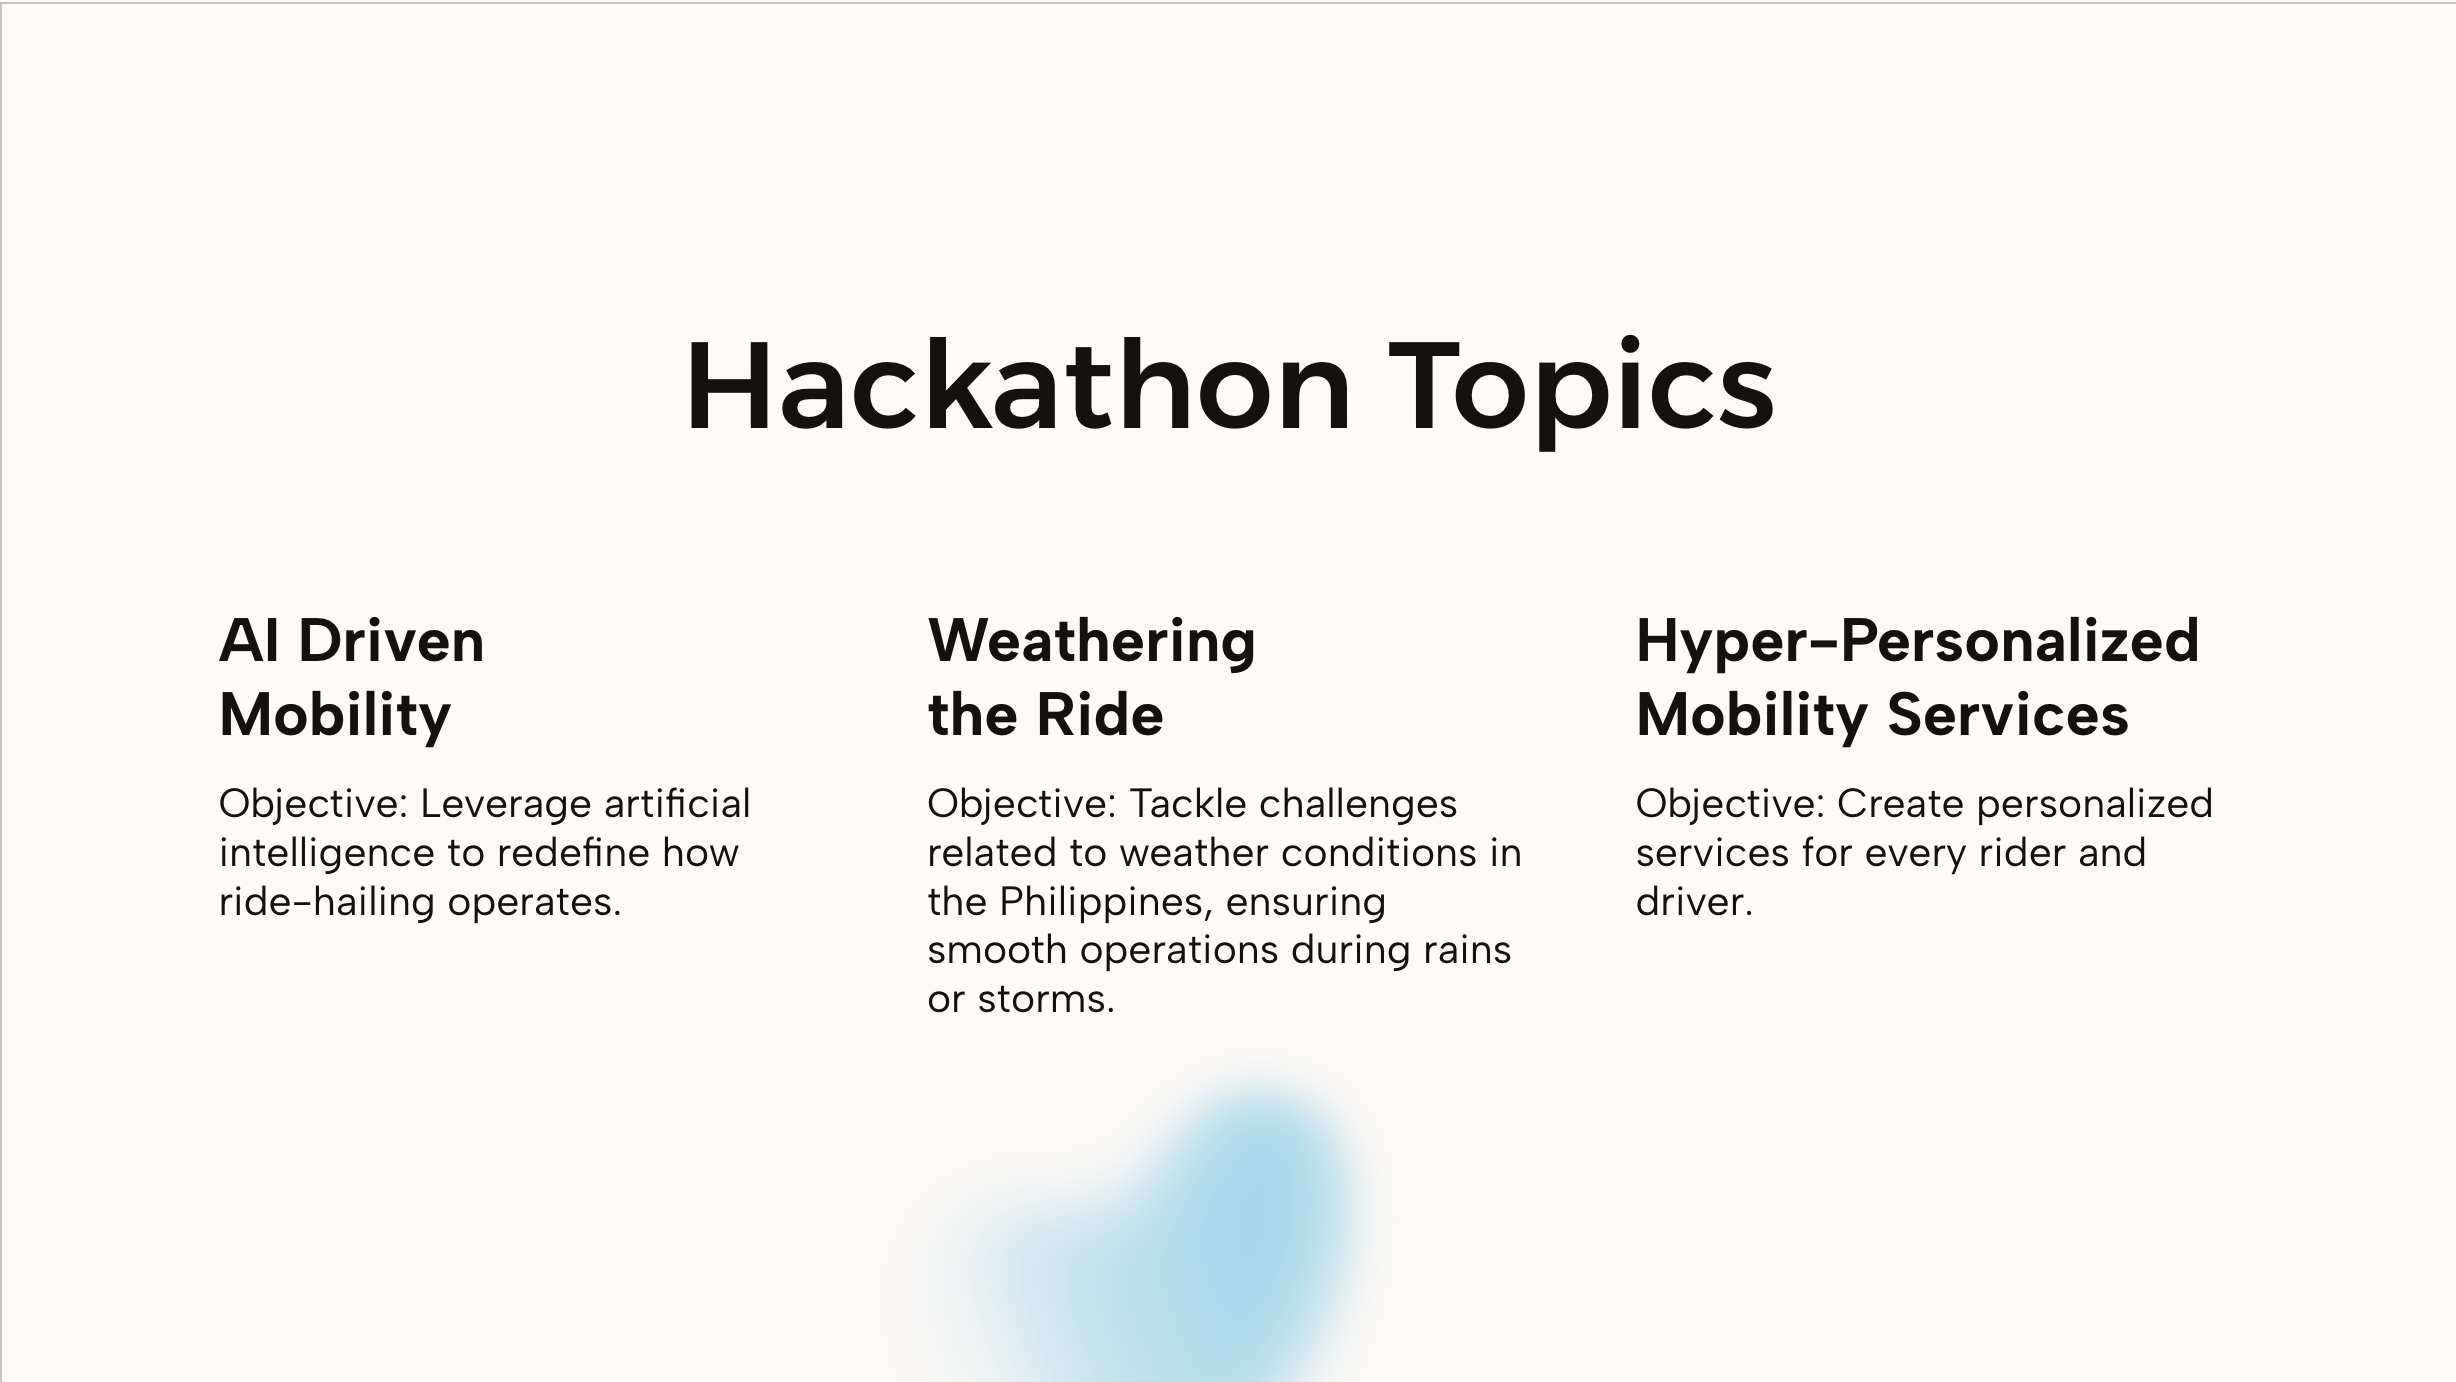 Hackathon Topics
AI Driven
Mobility
Objective: Leverage artificial
intelligence to redefine how
ride-hailing operates.
Weathering
the Ride
Objective: Tackle challenges
related to weather conditions in
the Philippines, ensuring
smooth operations during rains
or storms.
Hyper-Personalized
Mobility Services
Objective: Create personalized
services for every rider and
driver.